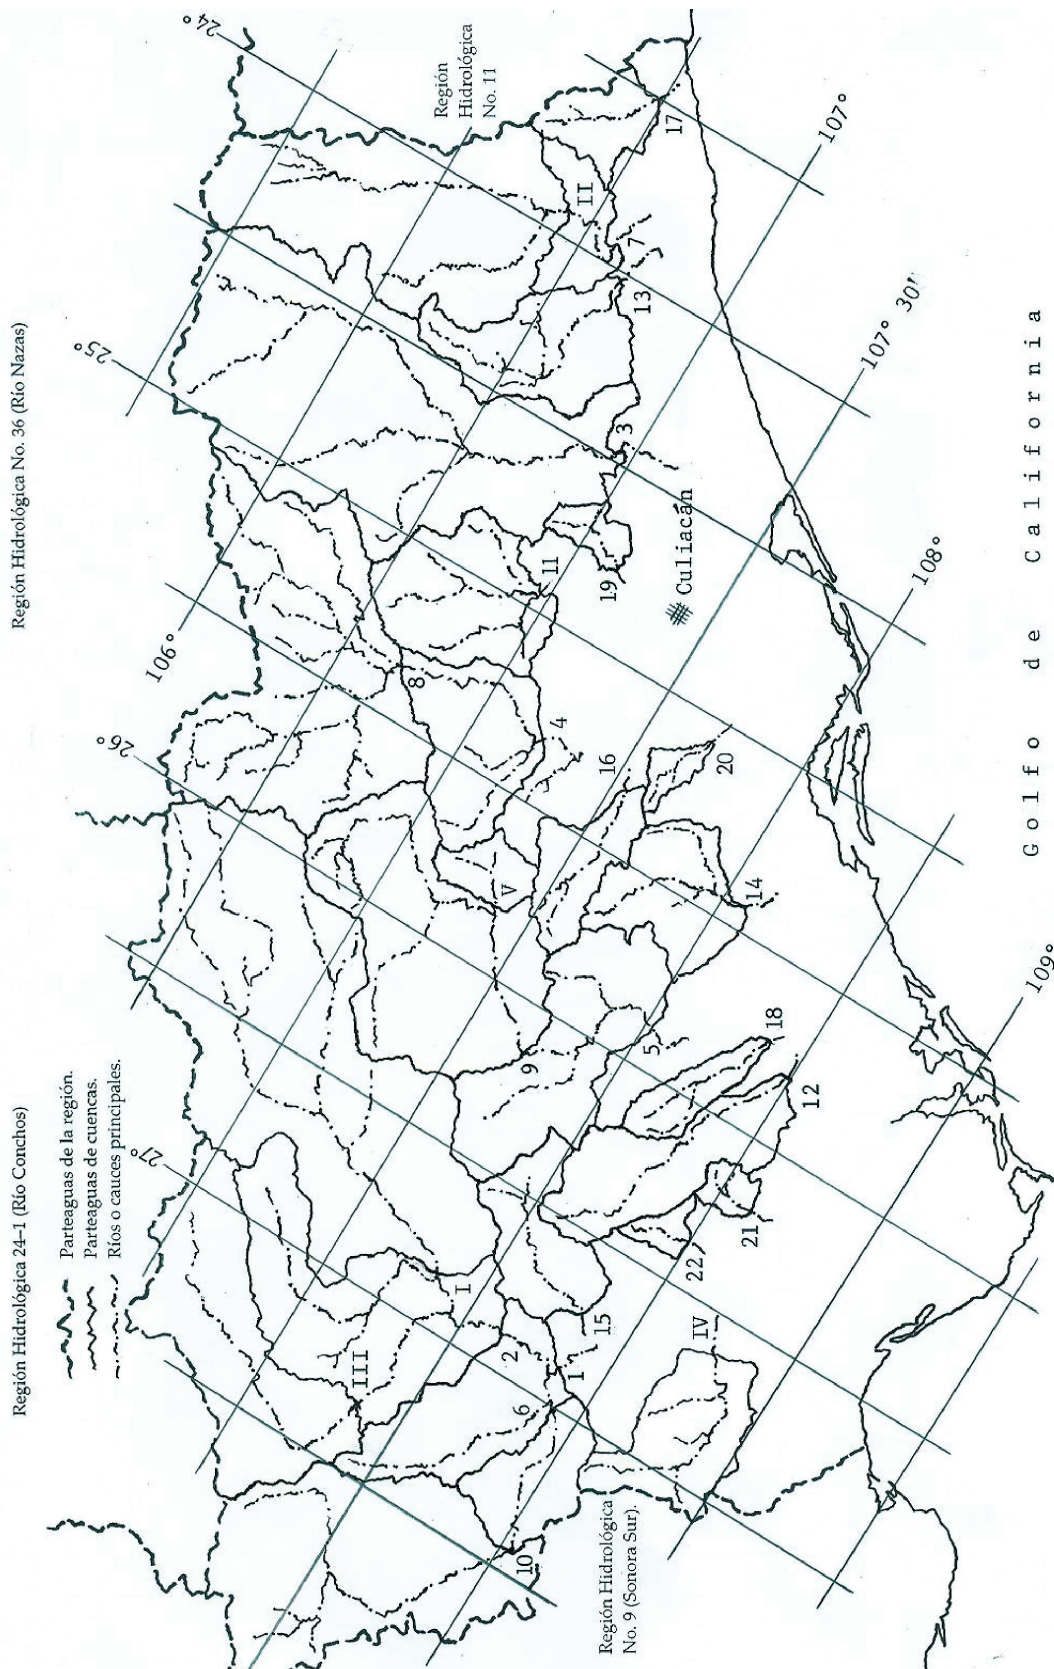 Región Hidrológica 24–1 (Río Conchos)
Región Hidrológica No. 36 (Río Nazas)
Parteaguas de la región.
Parteaguas de cuencas.
Ríos o cauces principales.
Región
Hidrológica
No. 11
Región Hidrológica
No. 9 (Sonora Sur).
24°
25°
26°
27°
106°
107°
107° 30'
108°
109°
Culiacán
Golfo de California
I
II
III
IV
V
1
2
3
4
5
6
7
8
9
10
11
12
13
14
15
16
17
18
19
20
21
22